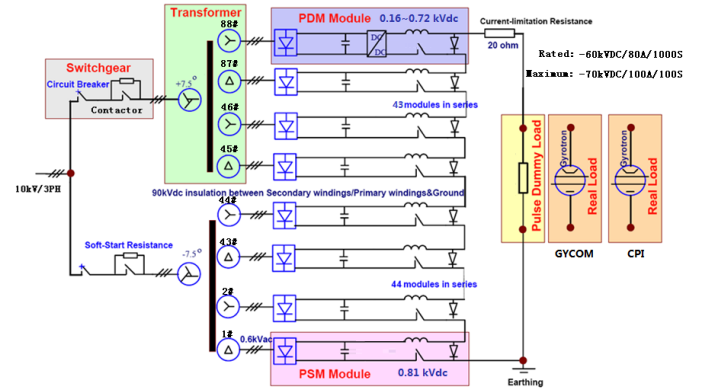 Transformer
PDM Module
0.16~0.72 kVdc
88#
DC
DC
Current-limitation Resistance
20 ohm
Rated: -60kVDC/80A/1000S
Maximum: -70kVDC/100A/100S
Switchgear
Circuit Breaker
Contactor
+7.5°
87#
46#
43 modules in series
45#
Pulse Dummy Load
Gyrotron
Real Load
GYCOM
Gyrotron
Real Load
CPI
10kV/3PH
90kVdc insulation between Secondary windings/Primary windings&Ground
44#
Soft-Start Resistance
-7.5°
43#
2#
44 modules in series
1#
0.6kVac
PSM Module
0.81 kVdc
Earthing